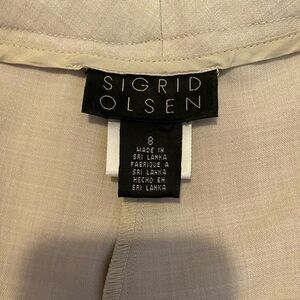 SIGRID
OLSEN
8
MADE IN
SRI LANKA
FABRIQUE A
SRI LANKA
HECHO EN
SRI LANKA